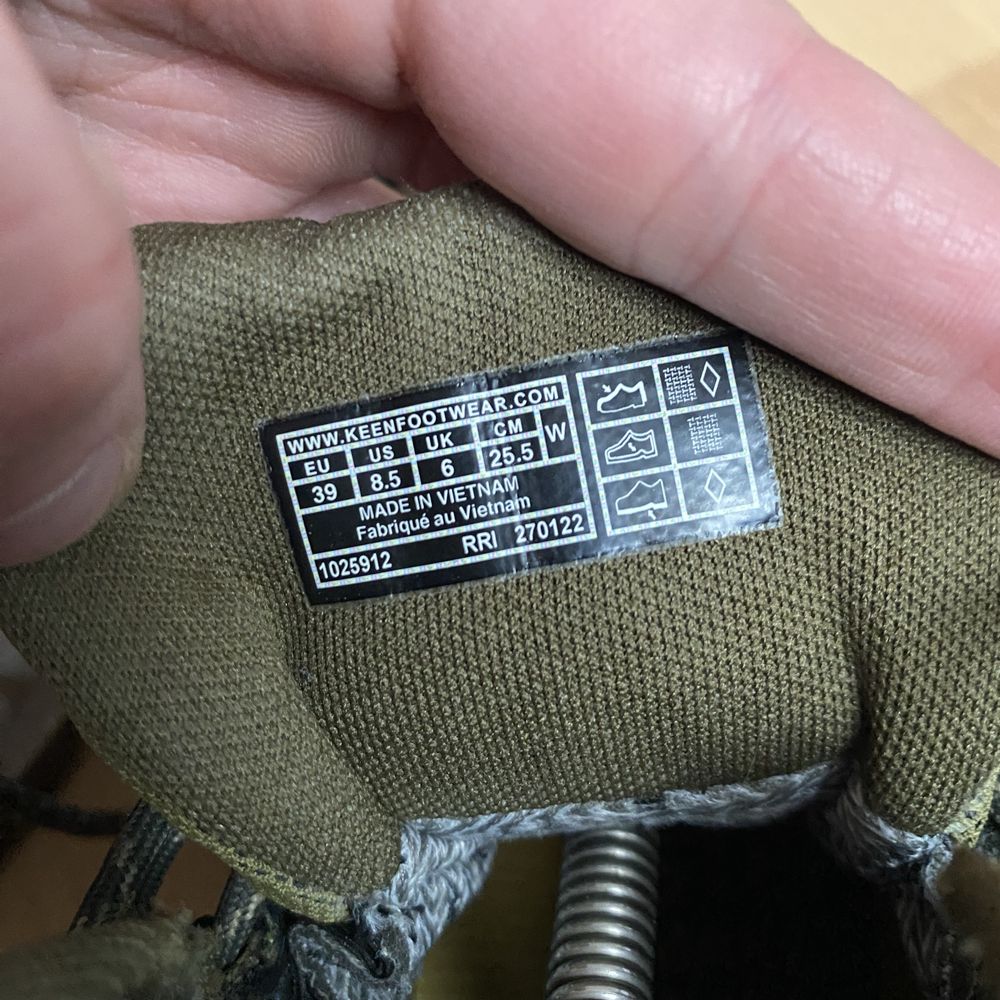 WWW.KEENFOOTWEAR.COM
EU US UK CM W
39 8.5 6 25.5
MADE IN VIETNAM
Fabriqué au Vietnam
1025912 RRI 270122